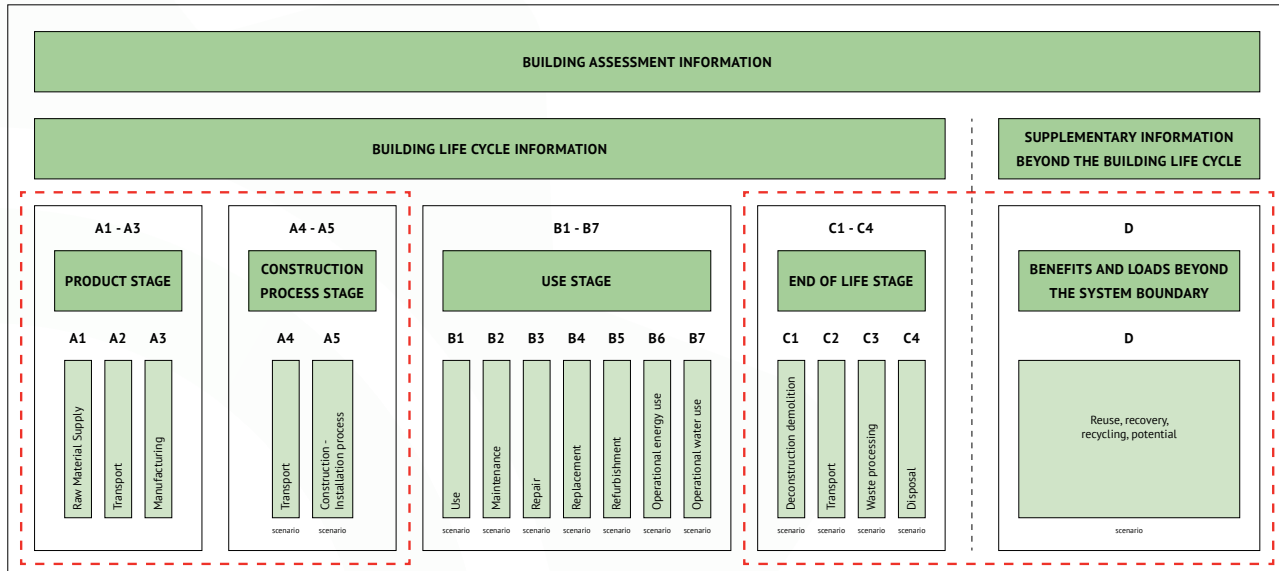 BUILDING ASSESSMENT INFORMATION
BUILDING LIFE CYCLE INFORMATION
SUPPLEMENTARY INFORMATION
BEYOND THE BUILDING LIFE CYCLE
A1 - A3
PRODUCT STAGE
A1
A2
A3
Raw Material Supply
Transport
Manufacturing
A4 - A5
CONSTRUCTION
PROCESS STAGE
A4
A5
Transport
Construction -
Installation process
scenario
scenario
B1 - B7
USE STAGE
B1
B2
B3
B4
B5
B6
B7
Use
Maintenance
Repair
Replacement
Refurbishment
Operational energy use
Operational water use
scenario
scenario
scenario
scenario
scenario
scenario
scenario
C1 - C4
END OF LIFE STAGE
C1
C2
C3
C4
Deconstruction demolition
Transport
Waste processing
Disposal
scenario
scenario
scenario
scenario
D
BENEFITS AND LOADS BEYOND
THE SYSTEM BOUNDARY
D
Reuse, recovery,
recycling, potential
scenario